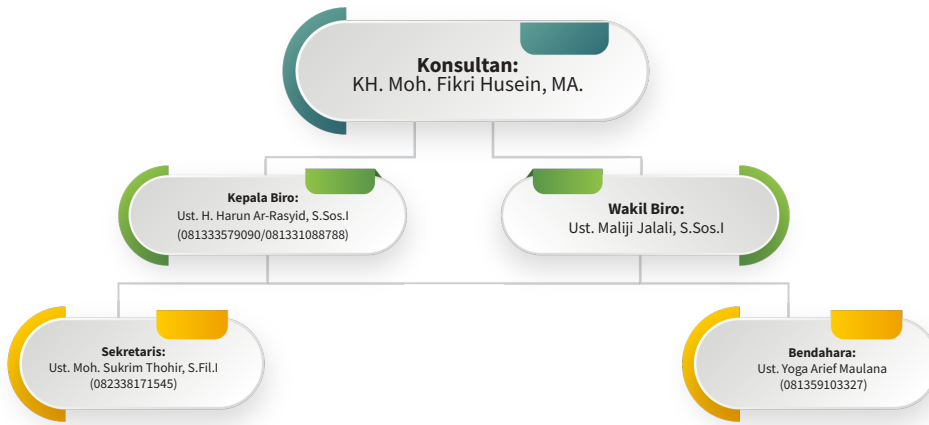 Konsultan:
KH. Moh. Fikri Husein, MA.
Kepala Biro:
Ust. H. Harun Ar-Rasyid, S.Sos.I
(081333579090/081331088788)
Wakil Biro:
Ust. Maliji Jalali, S.Sos.I
Sekretaris:
Ust. Moh. Sukrim Thohir, S.Fil.I
(082338171545)
Bendahara:
Ust. Yoga Arief Maulana
(081359103327)